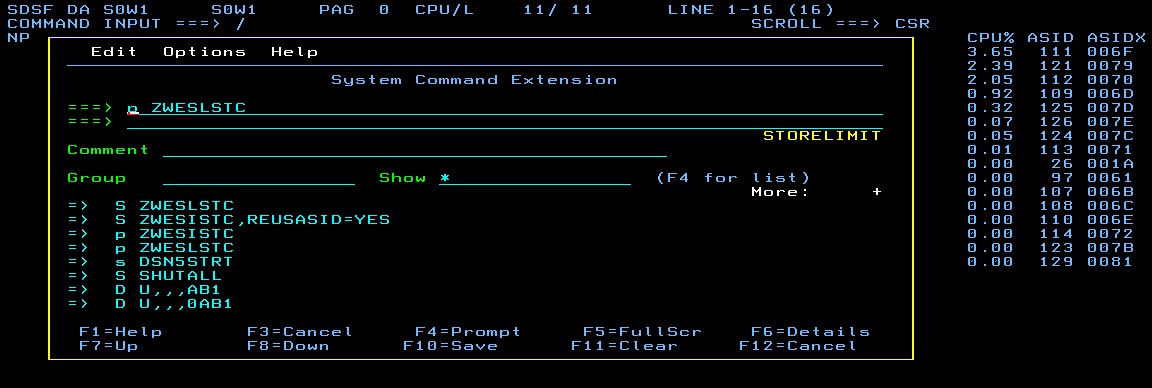 SDSF DA S0W1 S0W1 PAG 0 CPU/L 11/ 11 LINE 1-16 (16)
COMMAND INPUT ===> / SCROLL ===> CSR
NP CPU% ASID ASIDX
Edit Options Help 3.65 111 006F
2.39 121 0079
System Command Extension 2.05 112 0070
0.92 109 006D
===> p ZWESLSTC 0.32 125 007D
===> 0.07 126 007E
STORELIMIT 0.05 124 007C
Comment 0.01 113 0071
0.00 26 001A
Group Show * (F4 for list) 0.00 97 0061
More: + 0.00 107 006B
=> S ZWESLSTC 0.00 108 006C
=> S ZWESISTC,REUSASID=YES 0.00 110 006E
=> p ZWESISTC 0.00 114 0072
=> p ZWESLSTC 0.00 123 007B
=> s DSN5STRT 0.00 129 0081
=> S SHUTALL
=> D U,,,AB1
=> D U,,,0AB1
F1=Help F3=Cancel F4=Prompt F5=FullScr F6=Details
F7=Up F8=Down F10=Save F11=Clear F12=Cancel